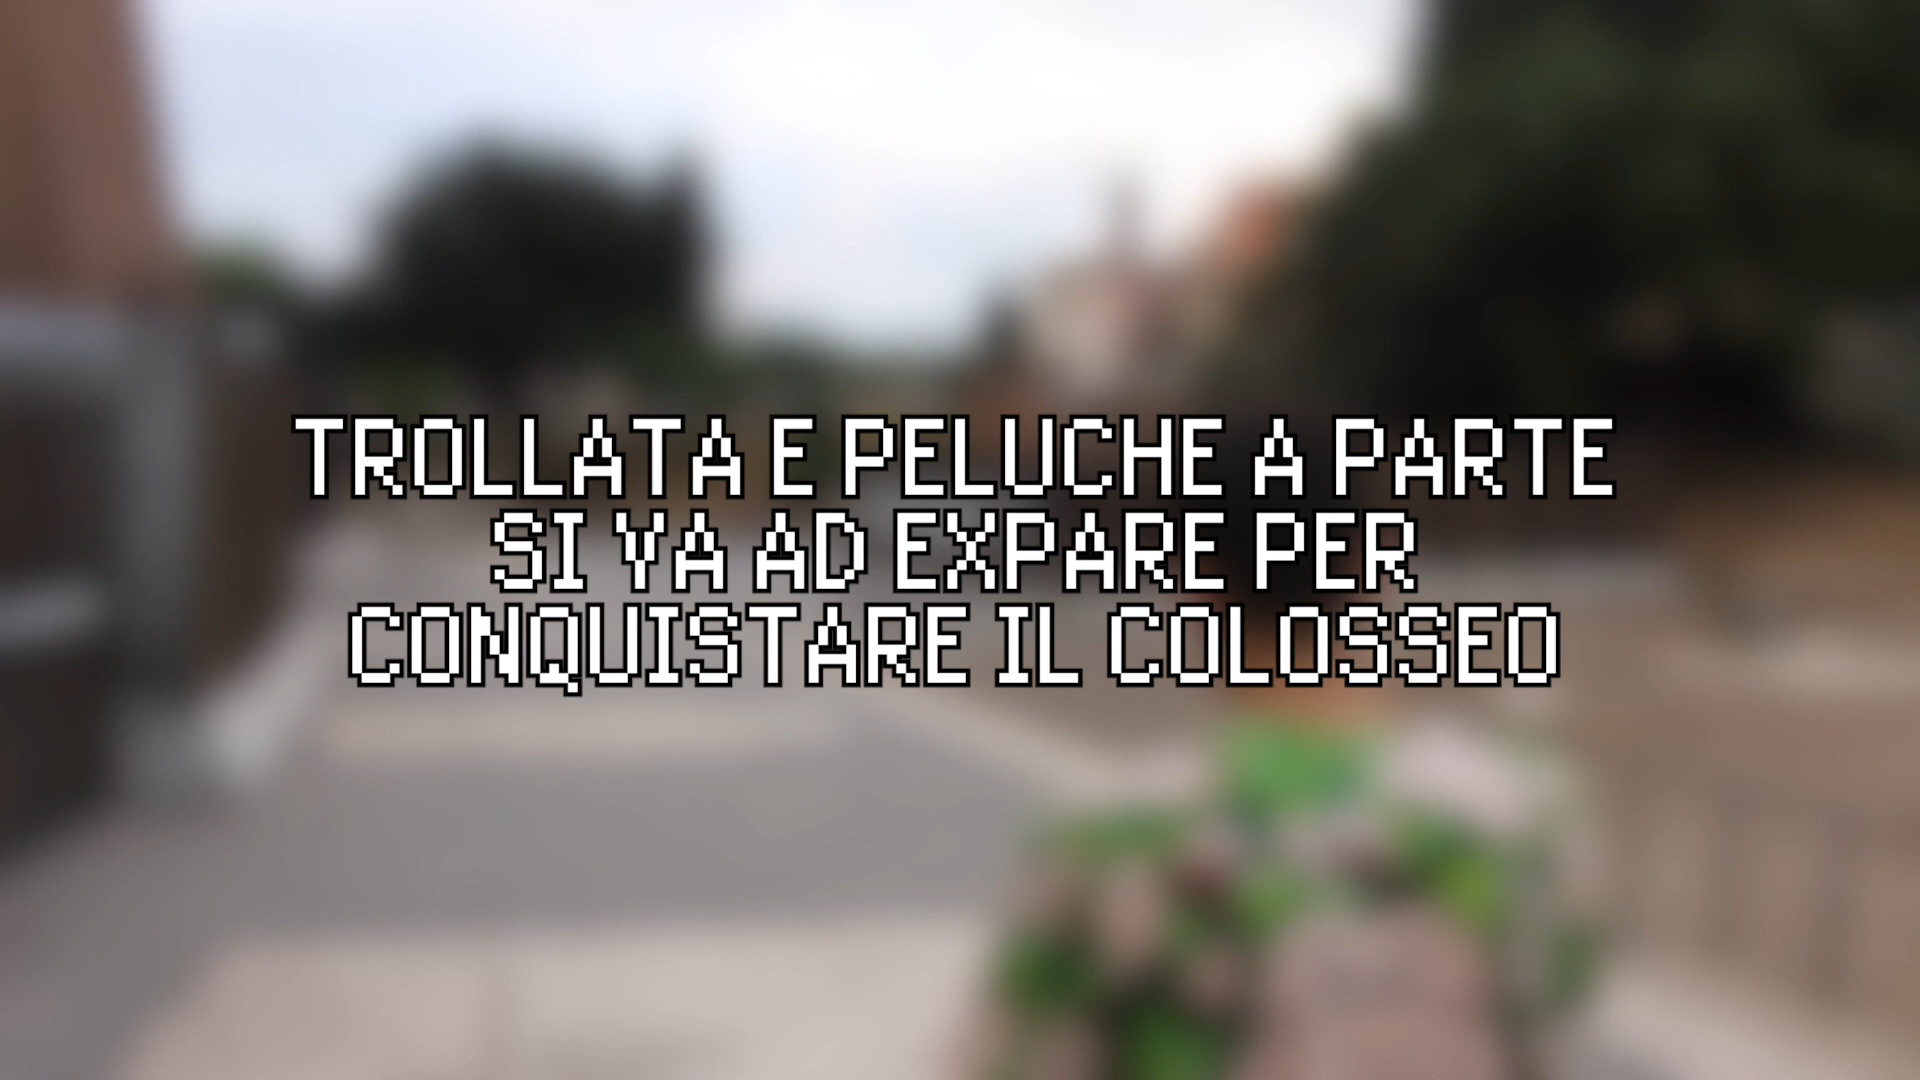 TROLLATA E PELUCHE A PARTE
SI VA AD EXPARE PER
CONQUISTARE IL COLOSSEO